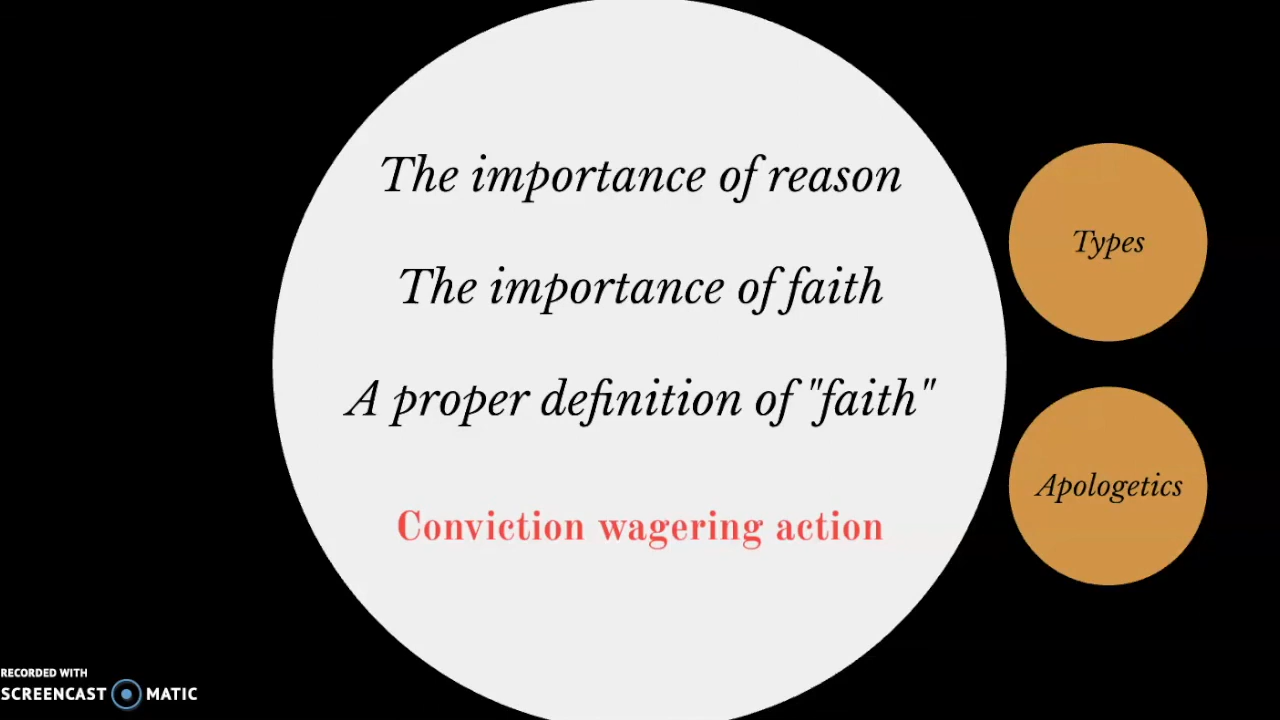 The importance of reason
The importance of faith
A proper definition of "faith"
Conviction wagering action
Types
Apologetics
RECORDED WITH
SCREENCAST MATIC